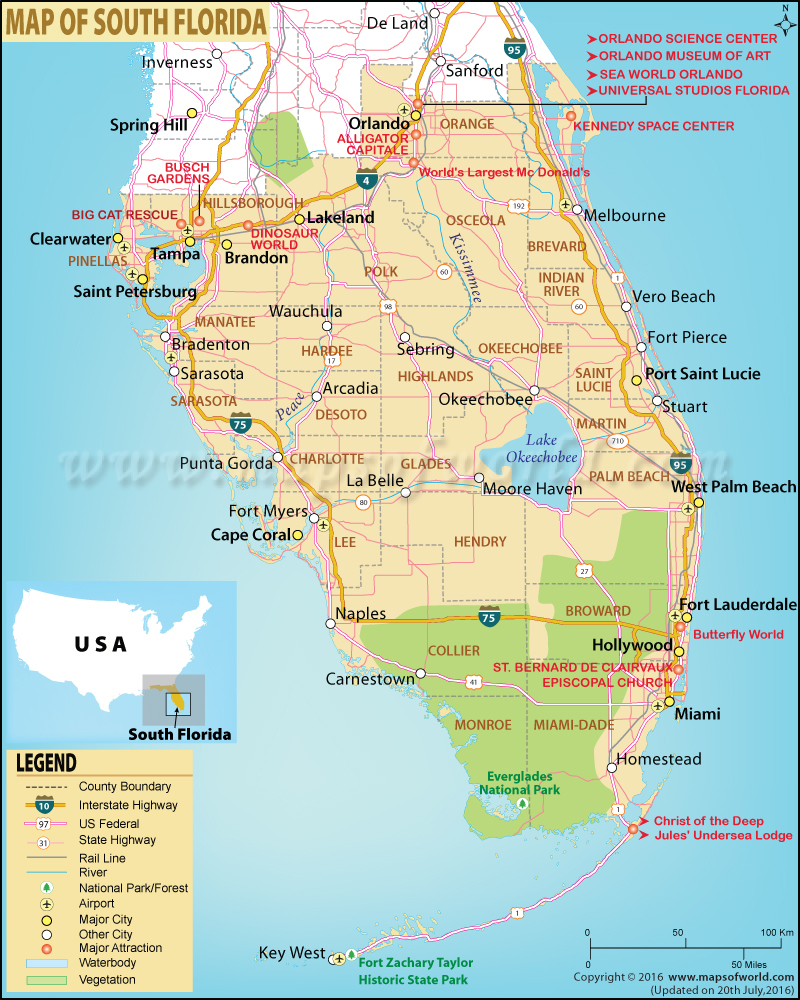 MAP OF SOUTH FLORIDA
De Land
N
95
ORLANDO SCIENCE CENTER
ORLANDO MUSEUM OF ART
SEA WORLD ORLANDO
UNIVERSAL STUDIOS FLORIDA
Inverness
Sanford
Spring Hill
Orlando
ORANGE
KENNEDY SPACE CENTER
ALLIGATOR
CAPITALE
BUSCH
GARDENS
4
World's Largest Mc Donald's
HILLSBOROUGH
192
BIG CAT RESCUE
Lakeland
OSCEOLA
Melbourne
DINOSAUR
WORLD
Clearwater
Tampa
Brandon
BREVARD
PINELLAS
Kissimmee
POLK
60
1
INDIAN
RIVER
Saint Petersburg
98
60
Vero Beach
Wauchula
MANATEE
Bradenton
Sebring
OKEECHOBEE
Fort Pierce
HARDEE
17
Sarasota
HIGHLANDS
SAINT
LUCIE
Port Saint Lucie
Arcadia
SARASOTA
Peace
DESOTO
Okeechobee
Stuart
75
MARTIN
Lake
Okeechobee
710
Punta Gorda
CHARLOTTE
GLADES
95
www.mapsofworld.com
La Belle
PALM BEACH
Moore Haven
West Palm Beach
80
Fort Myers
Cape Coral
LEE
HENDRY
27
Naples
75
BROWARD
Fort Lauderdale
Butterfly World
Hollywood
COLLIER
ST. BERNARD DE CLAIRVAUX
EPISCOPAL CHURCH
Carnestown
41
Miami
MONROE
MIAMI-DADE
Homestead
Everglades
National Park
1
Christ of the Deep
Jules' Undersea Lodge
1
Key West
Fort Zachary Taylor
Historic State Park
USA
South Florida
LEGEND
County Boundary
10
Interstate Highway
97
US Federal
31
State Highway
Rail Line
River
National Park/Forest
Airport
Major City
Other City
Major Attraction
Waterbody
Vegetation
0 50 100 Km
0 50 Miles
Copyright © 2016 www.mapsofworld.com
(Updated on 20th July,2016)